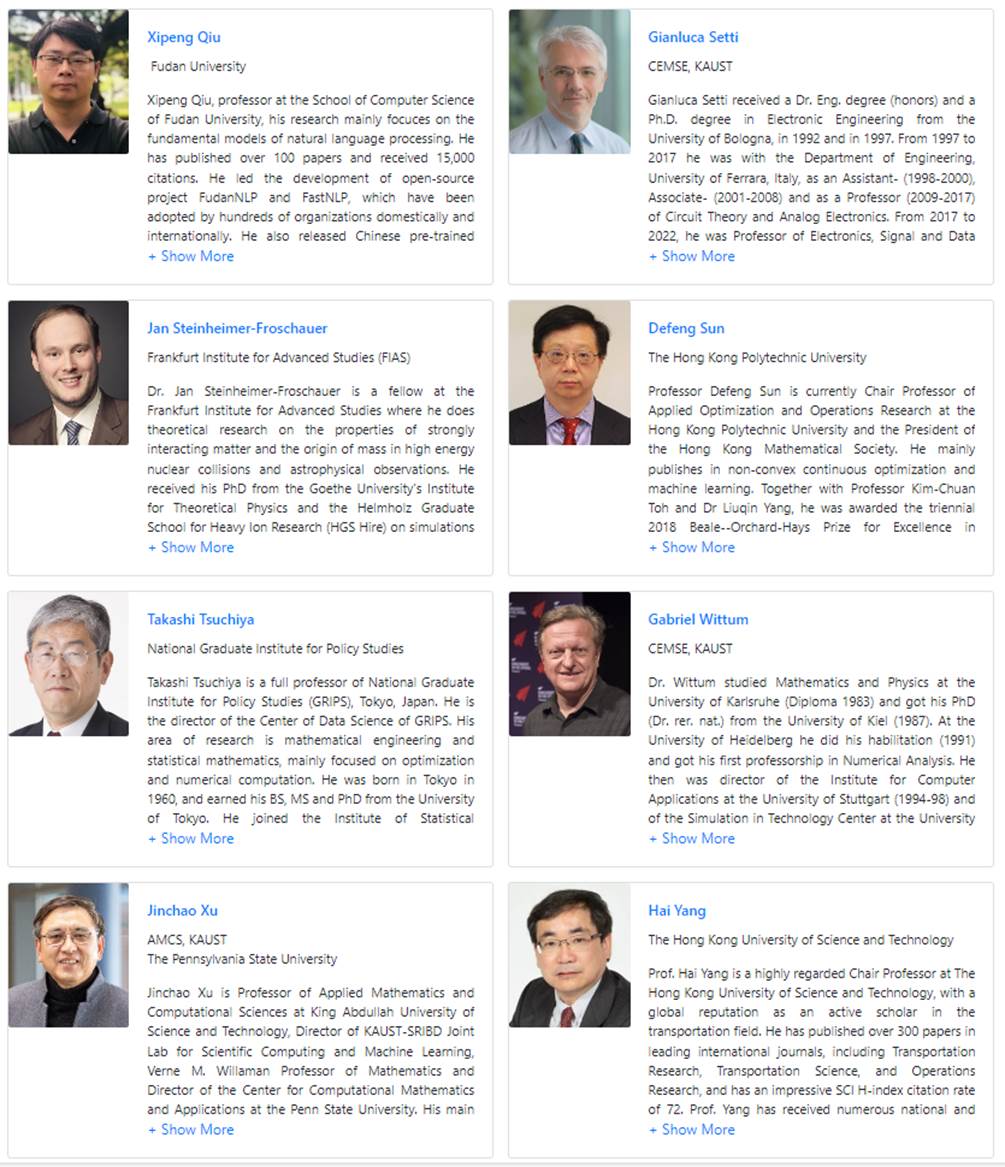 Xipeng Qiu
Fudan University
Xipeng Qiu, professor at the School of Computer Science
of Fudan University, his research mainly focuses on the
fundamental models of natural language processing. He
has published over 100 papers and received 15,000
citations. He led the development of open-source
project FudanNLP and FastNLP, which have been
adopted by hundreds of organizations domestically and
internationally. He also released Chinese pre-trained
+ Show More
Gianluca Setti
CEMSE, KAUST
Gianluca Setti received a Dr. Eng. degree (honors) and a
Ph.D. degree in Electronic Engineering from the
University of Bologna, in 1992 and in 1997. From 1997 to
2017 he was with the Department of Engineering,
University of Ferrara, Italy, as an Assistant- (1998-2000),
Associate- (2001-2008) and as a Professor (2009-2017)
of Circuit Theory and Analog Electronics. From 2017 to
2022, he was Professor of Electronics, Signal and Data
+ Show More
Jan Steinheimer-Froschauer
Frankfurt Institute for Advanced Studies (FIAS)
Dr. Jan Steinheimer-Froschauer is a fellow at the
Frankfurt Institute for Advanced Studies where he does
theoretical research on the properties of strongly
interacting matter and the origin of mass in high energy
nuclear collisions and astrophysical observations. He
received his PhD from the Goethe University's Institute
for Theoretical Physics and the Helmholz Graduate
School for Heavy Ion Research (HGS Hire) on simulations
+ Show More
Defeng Sun
The Hong Kong Polytechnic University
Professor Defeng Sun is currently Chair Professor of
Applied Optimization and Operations Research at the
Hong Kong Polytechnic University and the President of
the Hong Kong Mathematical Society. He mainly
publishes in non-convex continuous optimization and
machine learning. Together with Professor Kim-Chuan
Toh and Dr Liuqin Yang, he was awarded the triennial
2018 Beale--Orchard-Hays Prize for Excellence in
+ Show More
Takashi Tsuchiya
National Graduate Institute for Policy Studies
Takashi Tsuchiya is a full professor of National Graduate
Institute for Policy Studies (GRIPS), Tokyo, Japan. He is
the director of the Center of Data Science of GRIPS. His
area of research is mathematical engineering and
statistical mathematics, mainly focused on optimization
and numerical computation. He was born in Tokyo in
1960, and earned his BS, MS and PhD from the University
of Tokyo. He joined the Institute of Statistical
+ Show More
Gabriel Wittum
CEMSE, KAUST
Dr. Wittum studied Mathematics and Physics at the
University of Karlsruhe (Diploma 1983) and got his PhD
(Dr. rer. nat.) from the University of Kiel (1987). At the
University of Heidelberg he did his habilitation (1991)
and got his first professorship in Numerical Analysis. He
then was director of the Institute for Computer
Applications at the University of Stuttgart (1994-98) and
of the Simulation in Technology Center at the University
+ Show More
Jinchao Xu
AMCS, KAUST
The Pennsylvania State University
Jinchao Xu is Professor of Applied Mathematics and
Computational Sciences at King Abdullah University of
Science and Technology, Director of KAUST-SRIBD Joint
Lab for Scientific Computing and Machine Learning,
Verne M. Willaman Professor of Mathematics and
Director of the Center for Computational Mathematics
and Applications at the Penn State University. His main
+ Show More
Hai Yang
The Hong Kong University of Science and Technology
Prof. Hai Yang is a highly regarded Chair Professor at The
Hong Kong University of Science and Technology, with a
global reputation as an active scholar in the
transportation field. He has published over 300 papers in
leading international journals, including Transportation
Research, Transportation Science, and Operations
Research, and has an impressive SCI H-index citation rate
of 72. Prof. Yang has received numerous national and
+ Show More